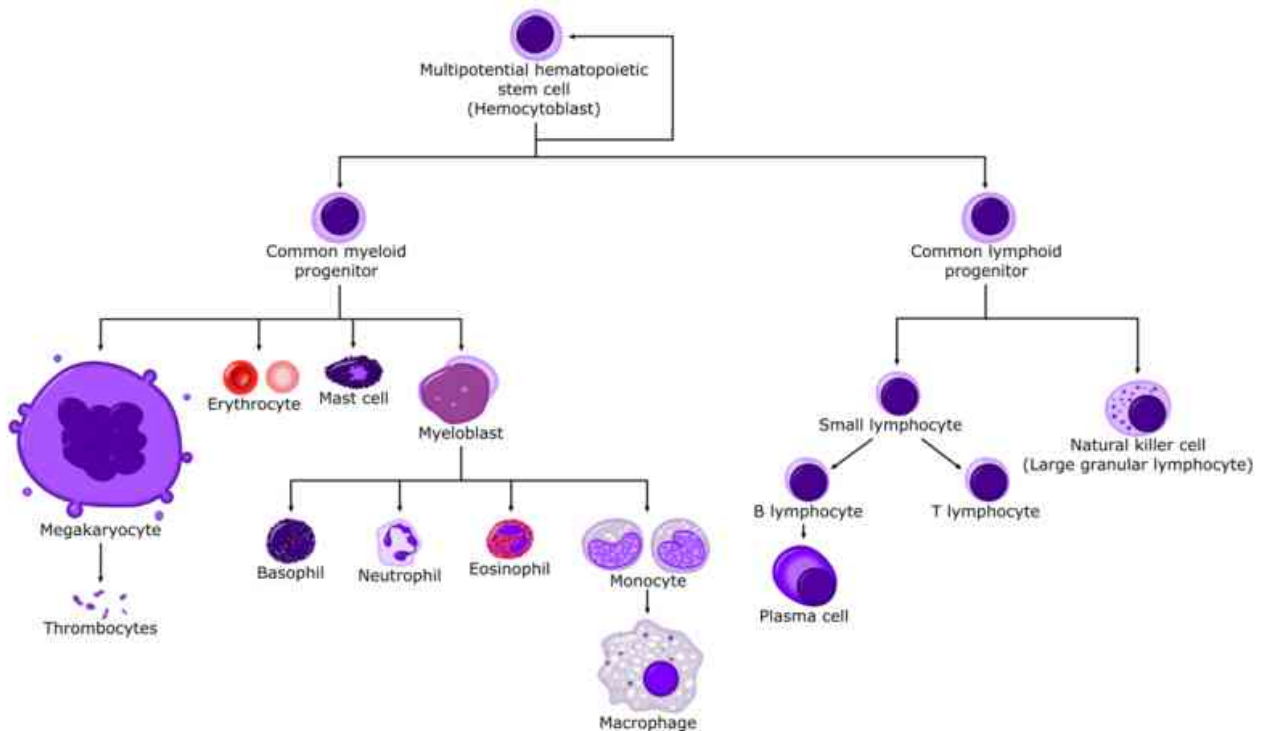 Multipotential hematopoietic
stem cell
(Hemocytoblast)
Common myeloid
progenitor
Common lymphoid
progenitor
Erythrocyte
Mast cell
Myeloblast
Small lymphocyte
Natural killer cell
(Large granular lymphocyte)
Megakaryocyte
B lymphocyte
T lymphocyte
Basophil
Neutrophil
Eosinophil
Monocyte
Thrombocytes
Plasma cell
Macrophage